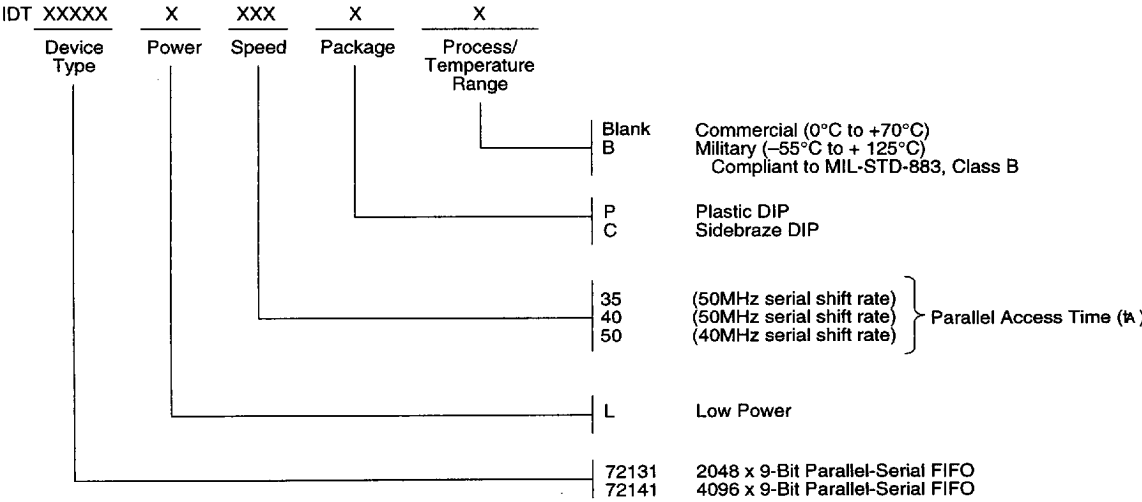 IDT XXXXX X XXX X X
Device Type Power Speed Package Process/ Temperature Range
Blank Commercial (0°C to +70°C)
B Military (–55°C to + 125°C)
Compliant to MIL-STD-883, Class B
P Plastic DIP
C Sidebraze DIP
35 (50MHz serial shift rate)
40 (50MHz serial shift rate) Parallel Access Time (tA)
50 (40MHz serial shift rate)
L Low Power
72131 2048 x 9-Bit Parallel-Serial FIFO
72141 4096 x 9-Bit Parallel-Serial FIFO